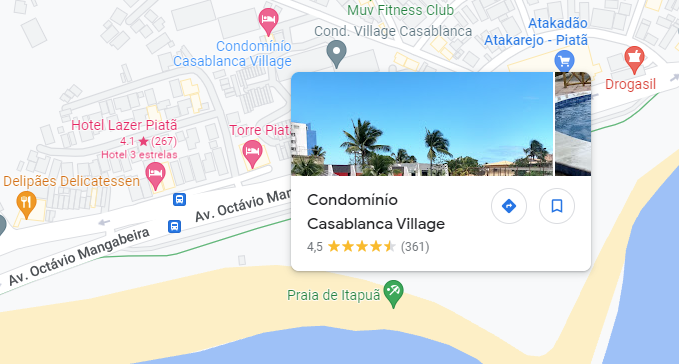 Muv Fitness Club
Condomínio
Casablanca Village
Cond. Village Casablanca
Atakadão
Atakarejo - Piatã
Drogasil
Hotel Lazer Piatã
4.1 ★ (267)
Hotel 3 estrelas
Torre Piat
Delipães Delicatessen
Av. Octávio Man
Av. Octávio Mangabeira
Condomínio
Casablanca Village
4,5 (361)
Praia de Itapuã